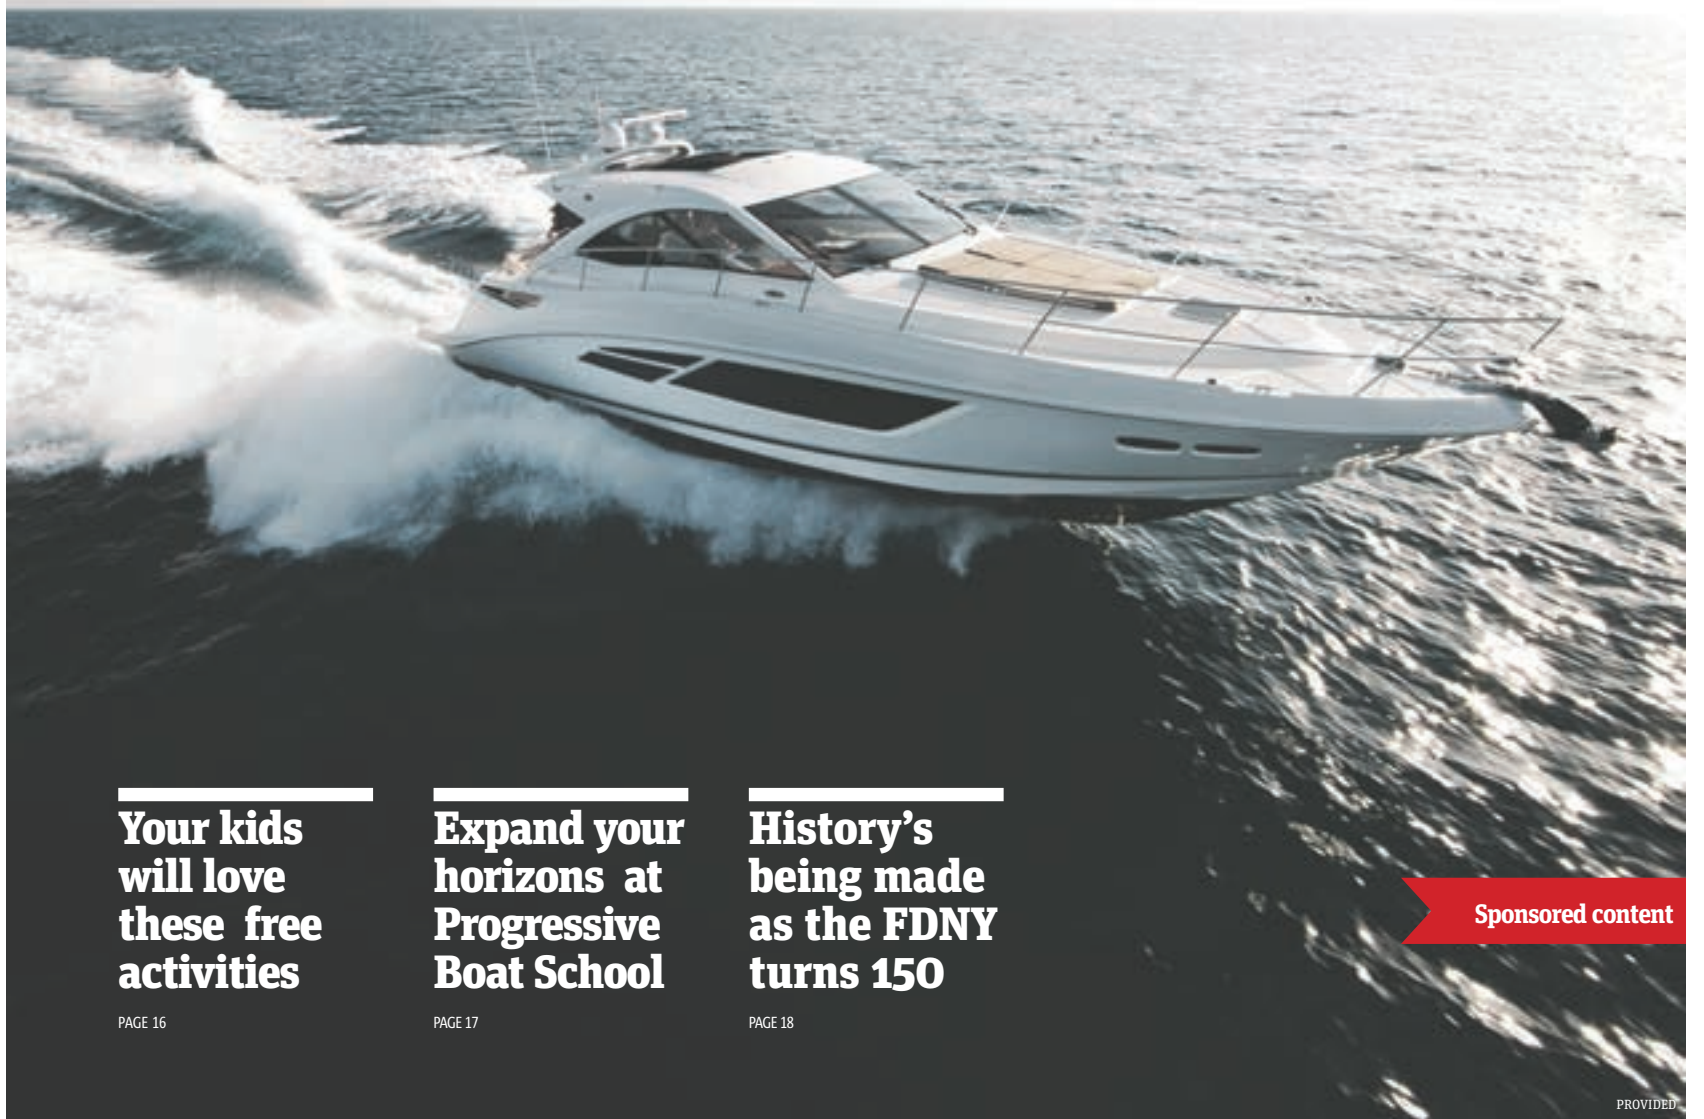 Your kids
will love
these free
activities
PAGE 16
Expand your
horizons at
Progressive
Boat School
PAGE 17
History's
being made
as the FDNY
turns 150
PAGE 18
Sponsored content
PROVIDED